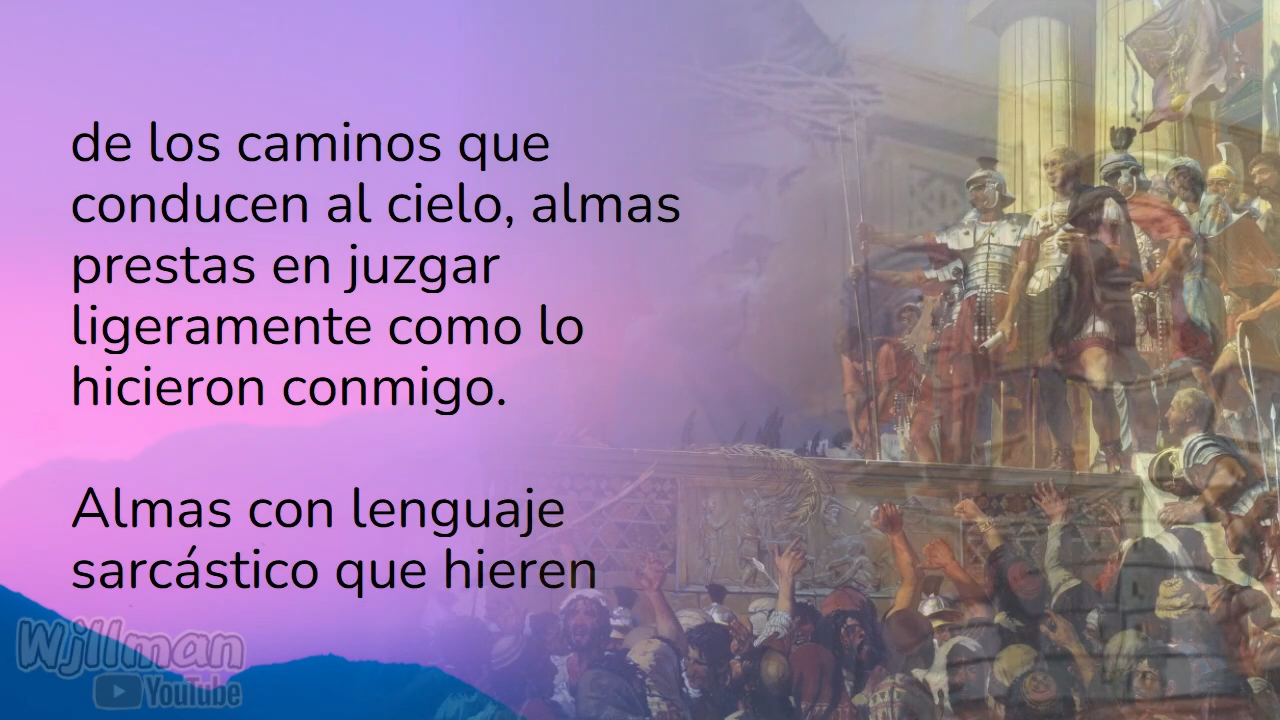 de los caminos que
conducen al cielo, almas
prestas en juzgar
ligeramente como lo
hicieron conmigo.
Almas con lenguaje
sarcástico que hieren
Wjllman
YouTube